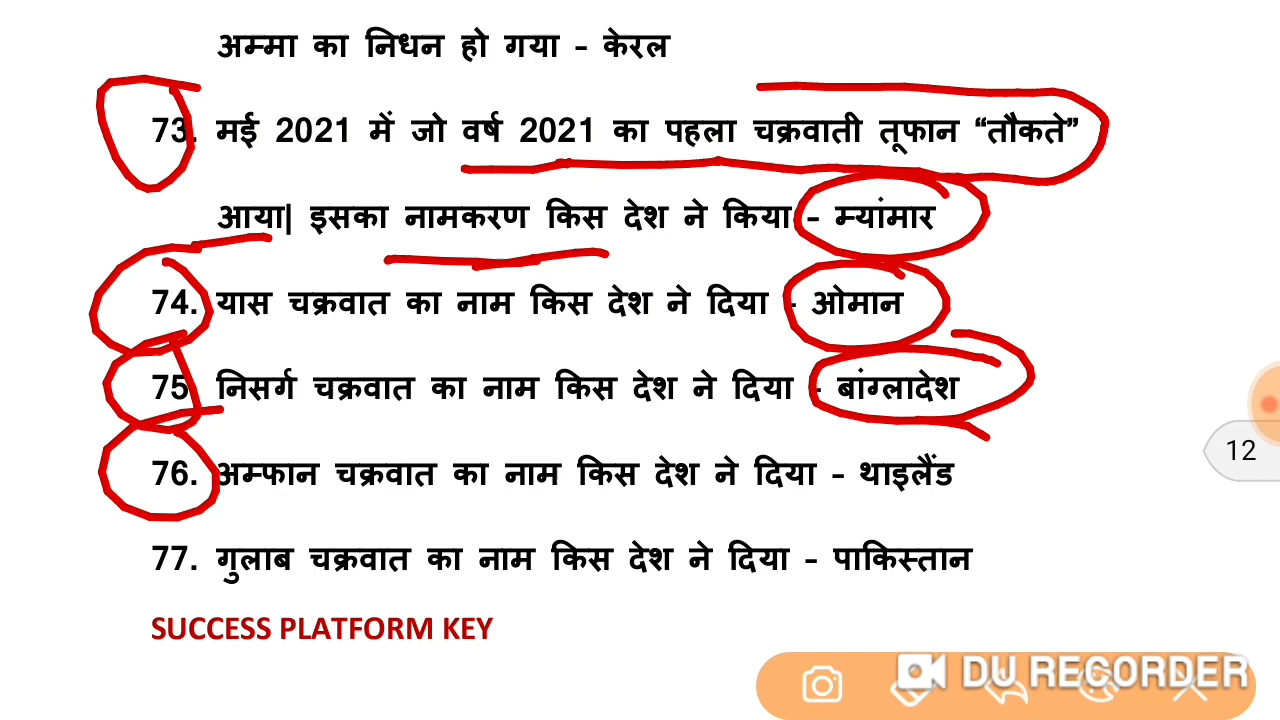 अम्मा का निधन हो गया - केरल
73. मई 2021 में जो वर्ष 2021 का पहला चक्रवाती तूफान “तौकते”
आया| इसका नामकरण किस देश ने किया - म्यांमार
74. यास चक्रवात का नाम किस देश ने दिया - ओमान
75. निसर्ग चक्रवात का नाम किस देश ने दिया - बांग्लादेश
12
76. अम्फान चक्रवात का नाम किस देश ने दिया - थाइलैंड
77. गुलाब चक्रवात का नाम किस देश ने दिया - पाकिस्तान
SUCCESS PLATFORM KEY
DU RECORDER